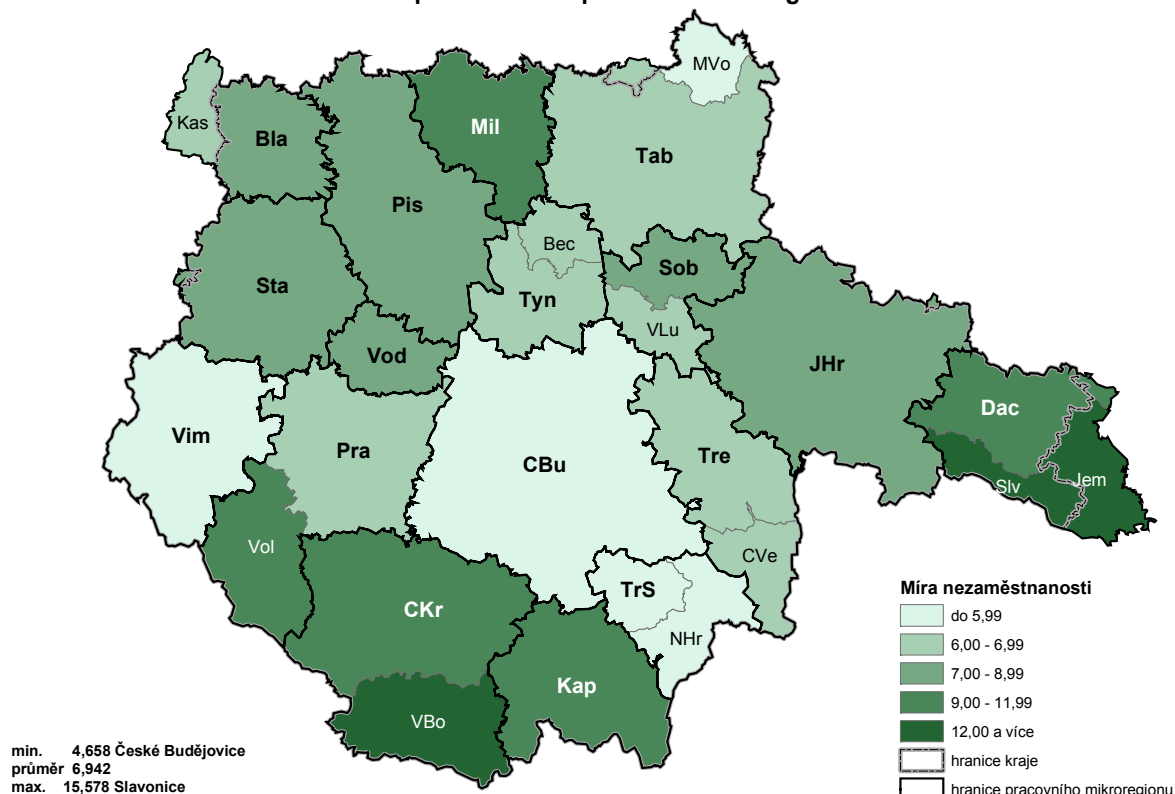 MVo
Kas
Bla
Mil
Tab
Pis
Bec
Sob
Sta
Tyn
VLu
Vod
JHr
Dac
Vim
Pra
CBu
Tre
Slv
Jem
Vol
CVe
TrS
CKr
NHr
Kap
VBo
Míra nezaměstnanosti
do 5,99
6,00 - 6,99
7,00 - 8,99
9,00 - 11,99
12,00 a více
hranice kraje
hranice pracovního mikroregionu
min. 4,658 České Budějovice
průměr 6,942
max. 15,578 Slavonice